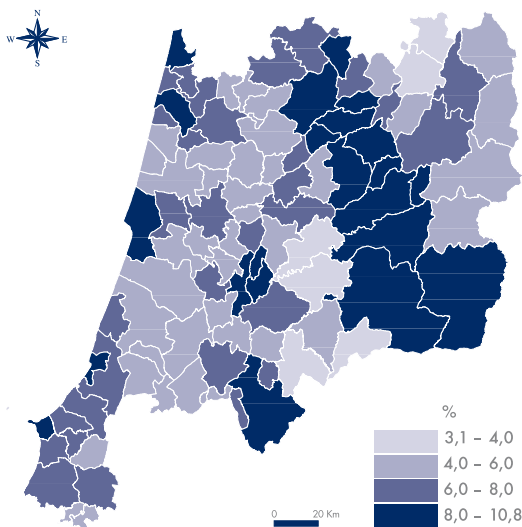 N
W E
S
%
3,1 – 4,0
4,0 – 6,0
6,0 – 8,0
8,0 – 10,8
0 20 Km